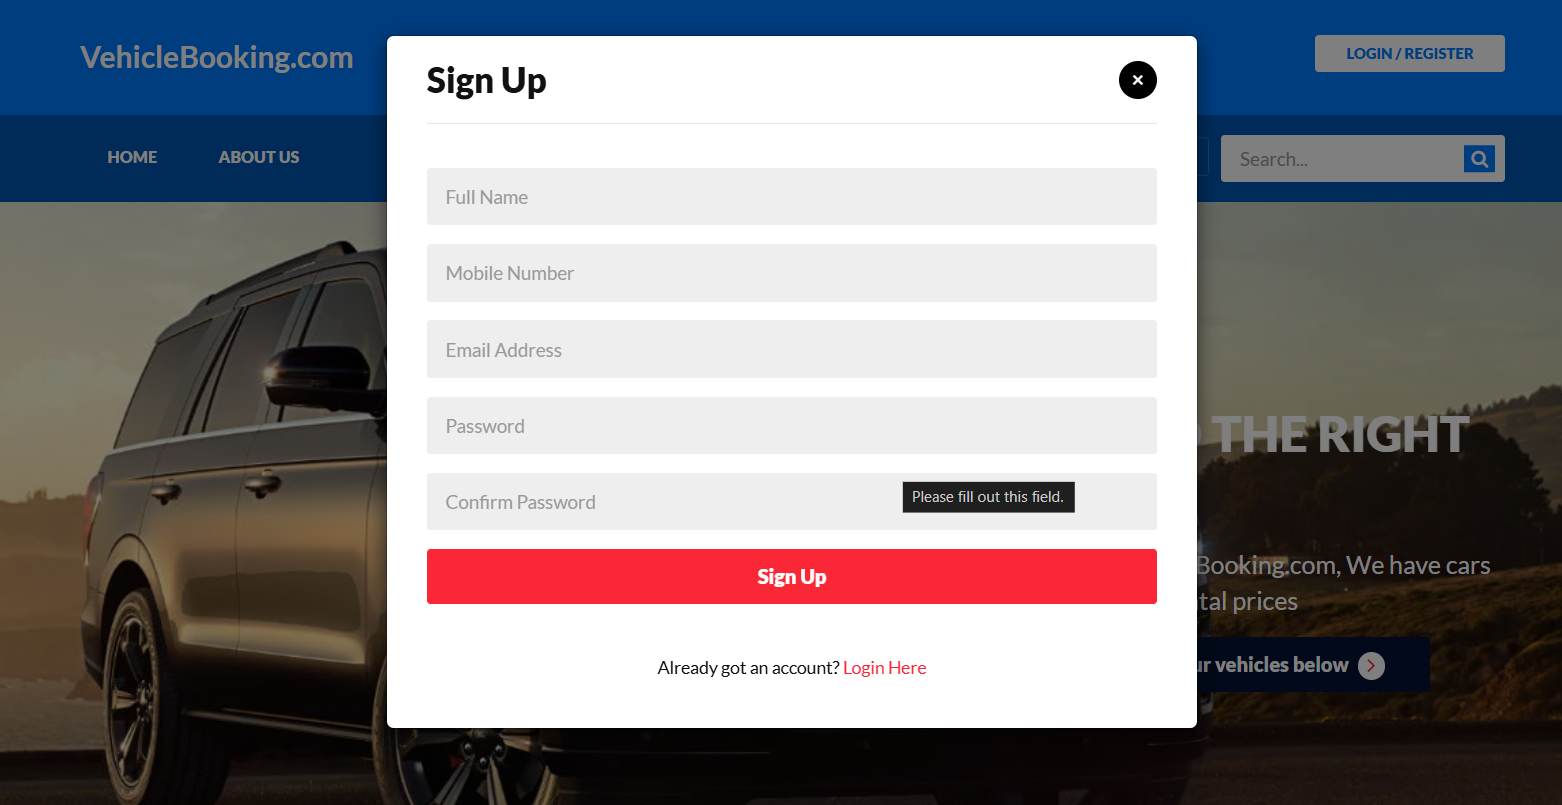 VehicleBooking.com
LOGIN / REGISTER
HOME
ABOUT US
Search...
Sign Up
Full Name
Mobile Number
Email Address
Password
Confirm Password
Please fill out this field.
Sign Up
Already got an account? Login Here
THE RIGHT
Booking.com, We have cars
prices
vehicles below